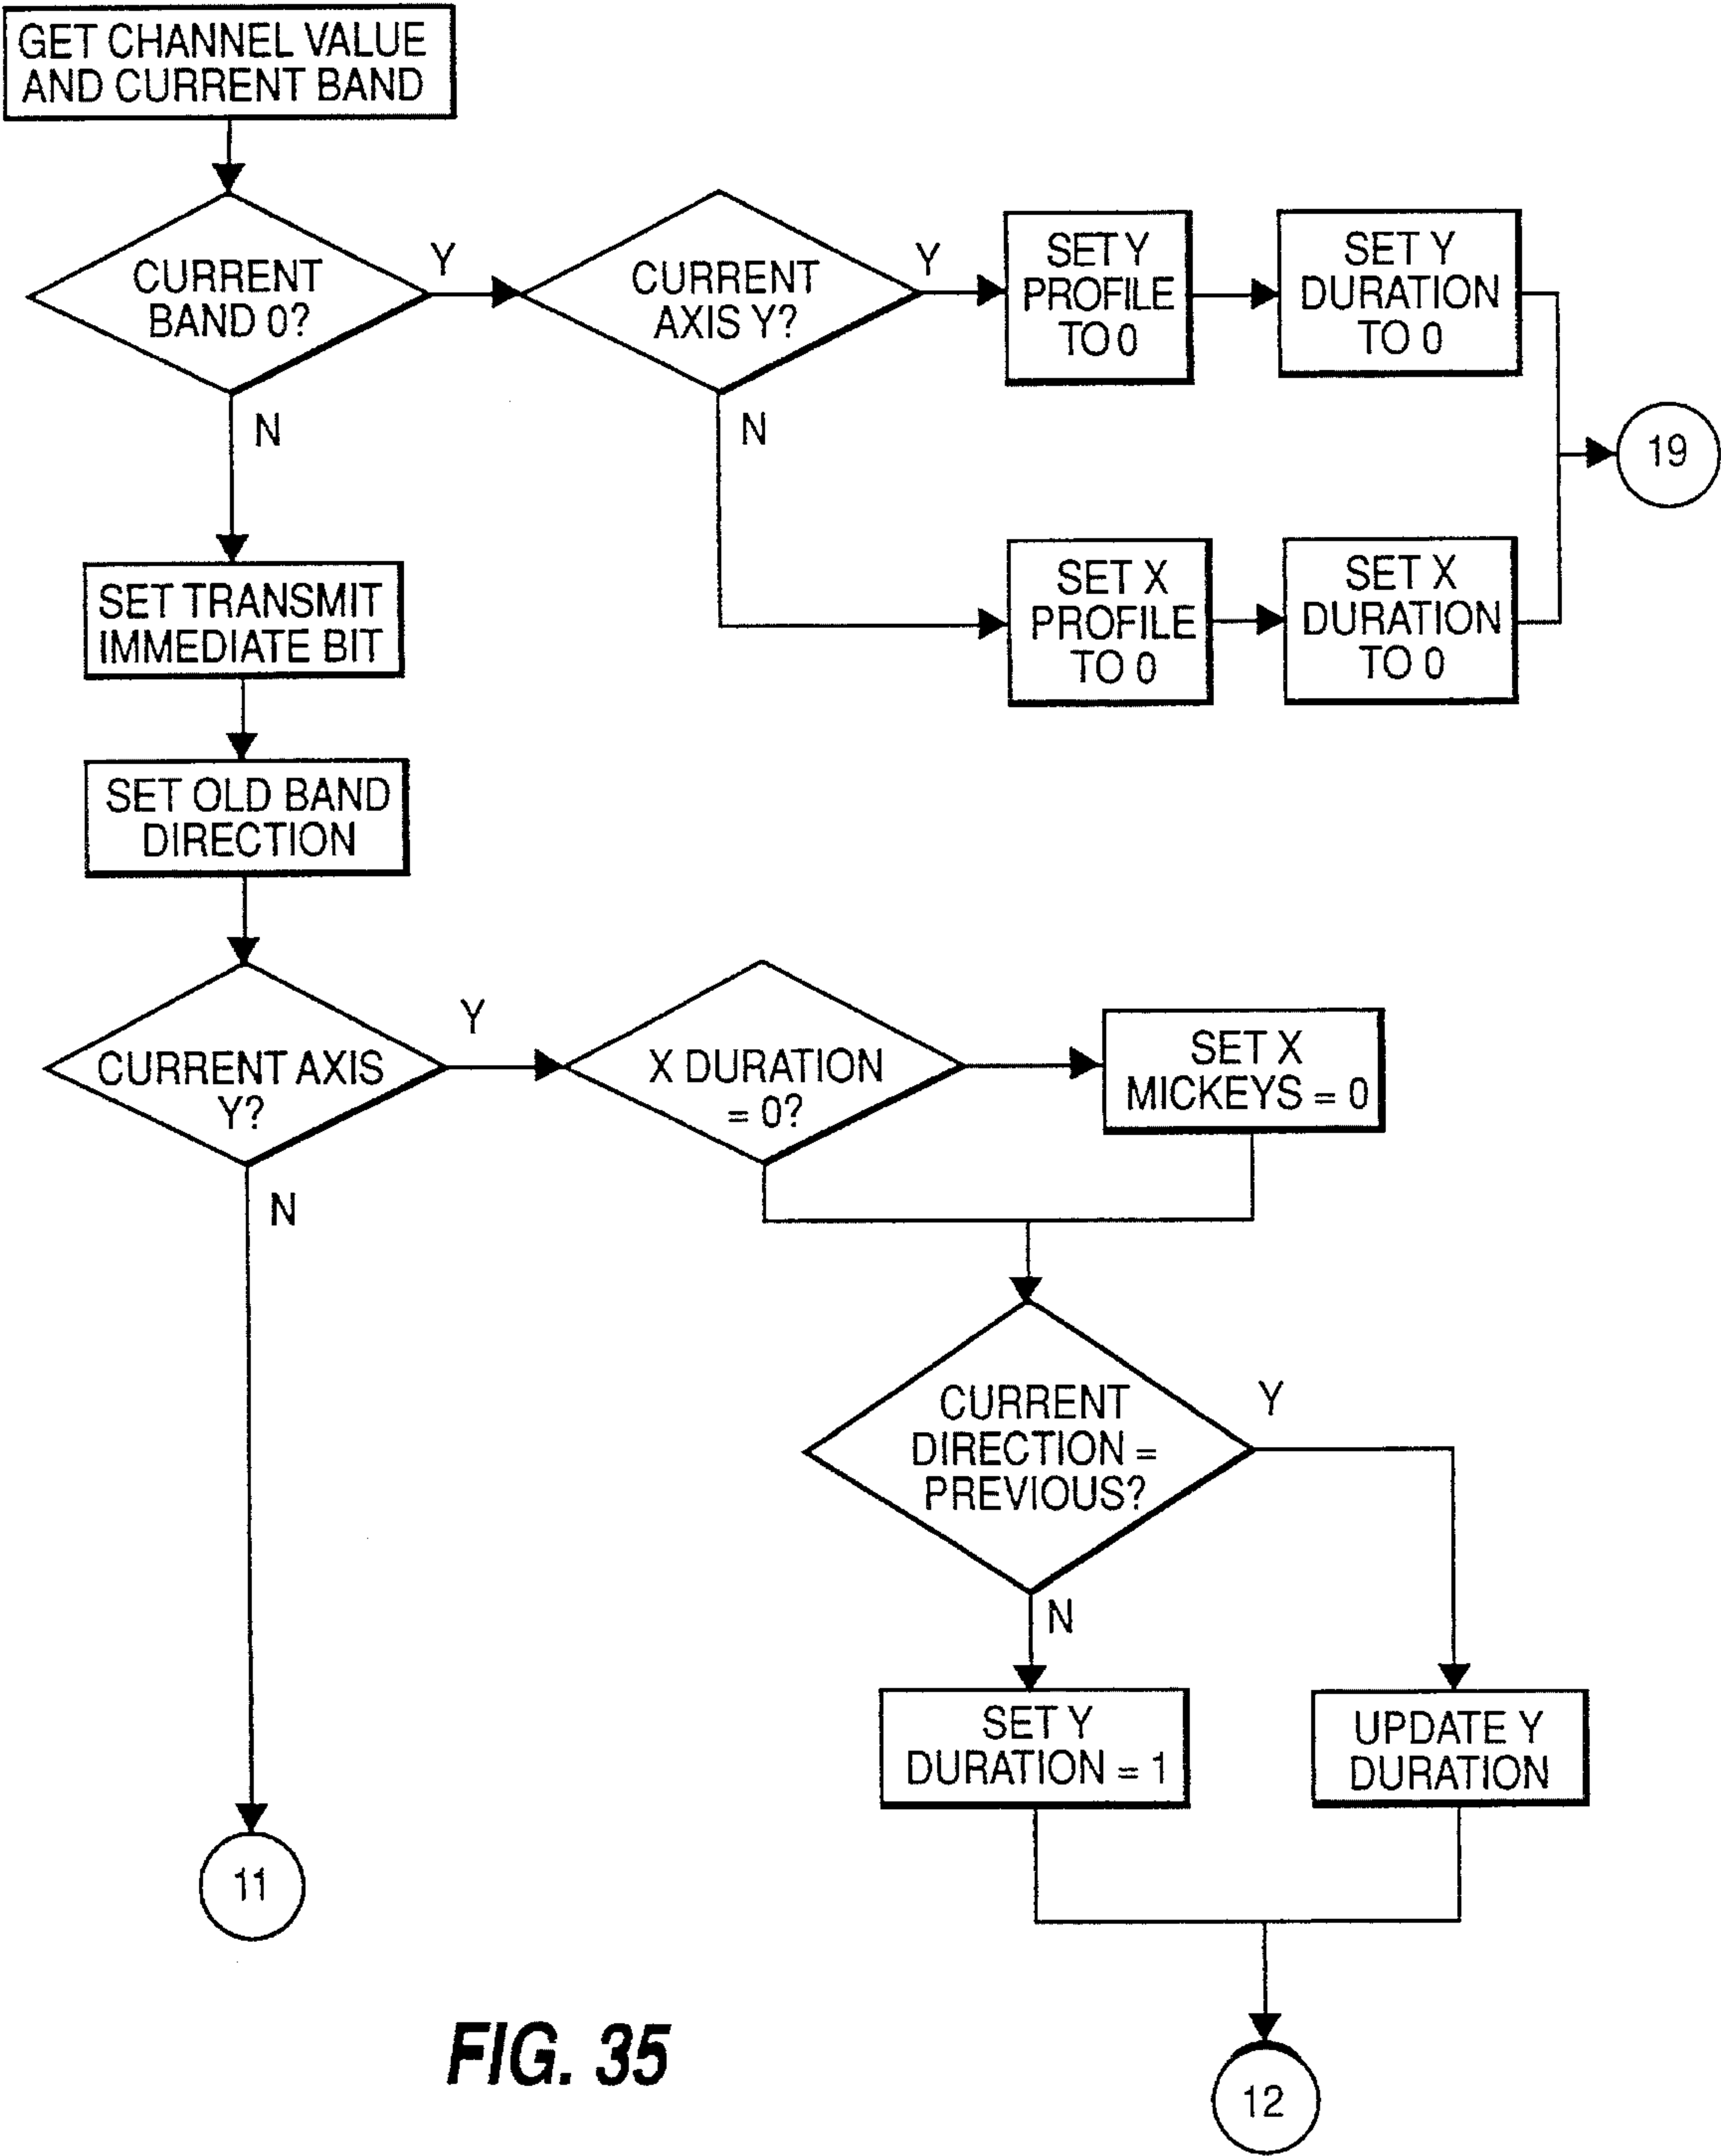 GET CHANNEL VALUE
AND CURRENT BAND
CURRENT
BAND 0?
Y
N
CURRENT
AXIS Y?
Y
N
SET Y
PROFILE
TO 0
SET Y
DURATION
TO 0
19
SET X
PROFILE
TO 0
SET X
DURATION
TO 0
SET TRANSMIT
IMMEDIATE BIT
SET OLD BAND
DIRECTION
CURRENT AXIS
Y?
Y
N
X DURATION
= 0?
SET X
MICKEYS = 0
CURRENT
DIRECTION =
PREVIOUS?
Y
N
SET Y
DURATION = 1
UPDATE Y
DURATION
11
12
FIG. 35